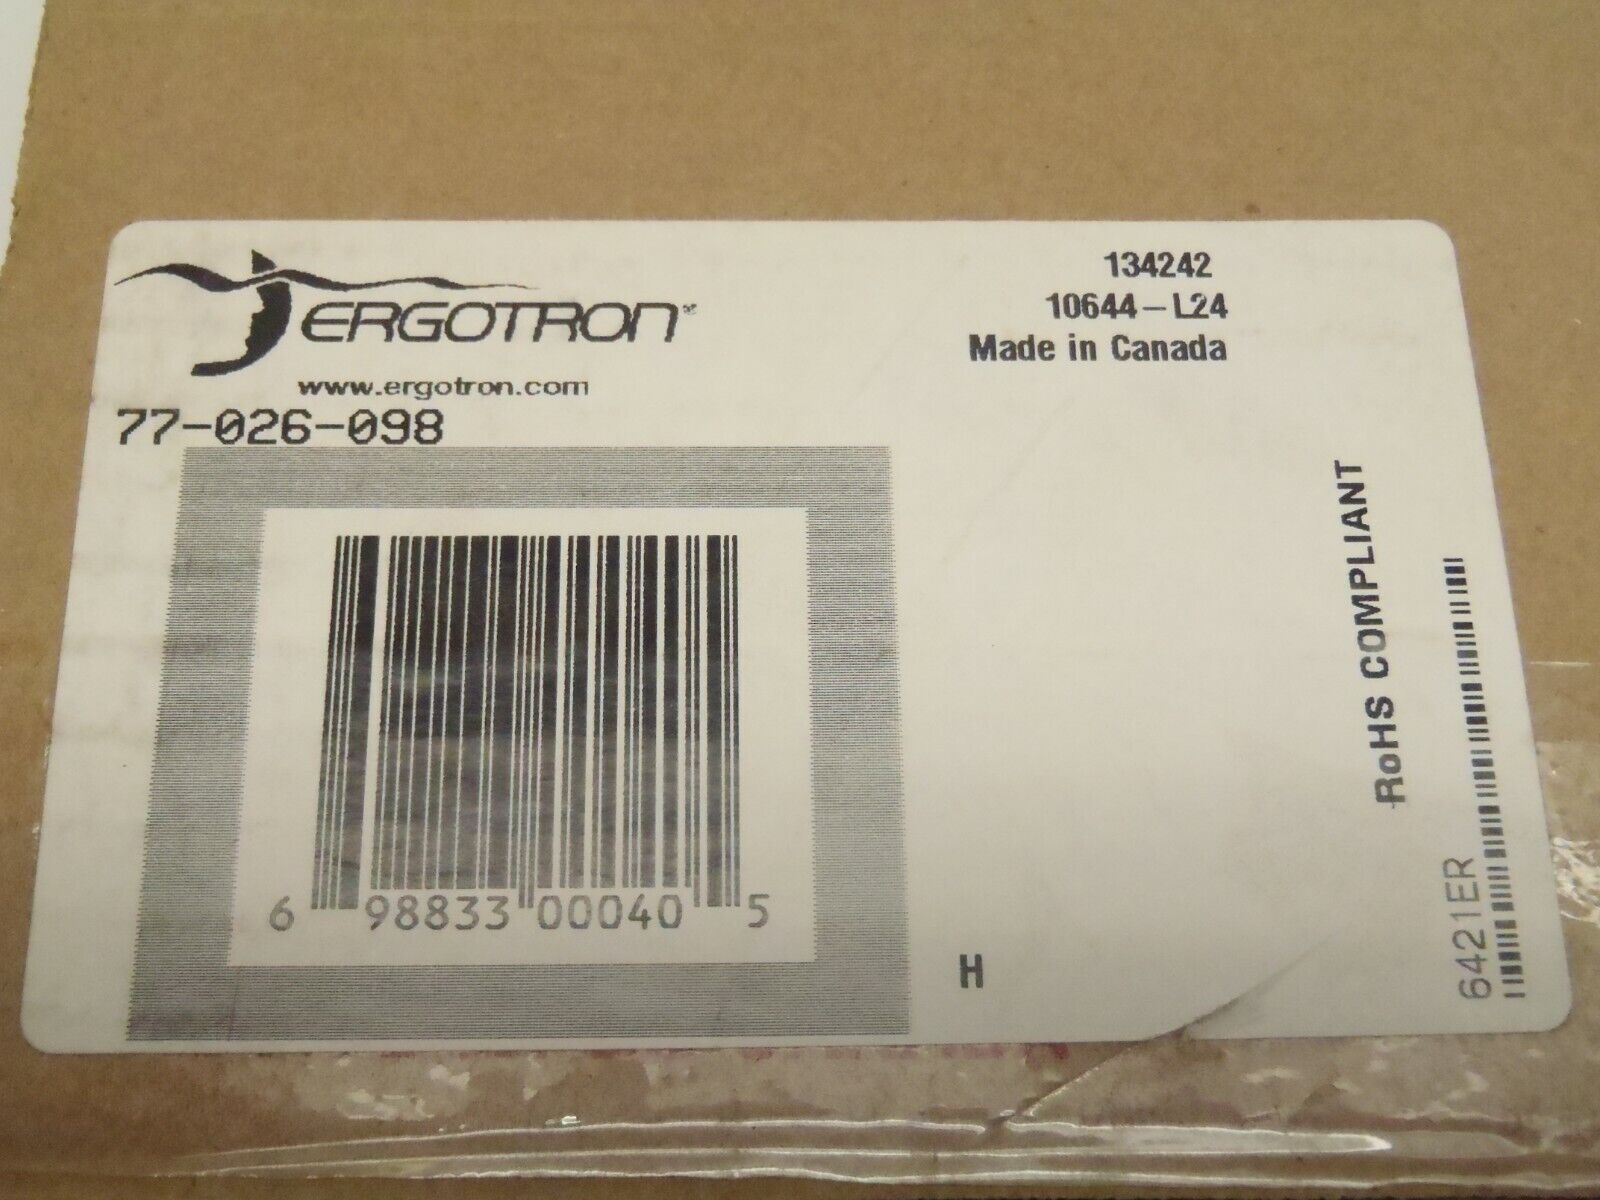 ERGOTRON®
www.ergotron.com
77-026-098
134242
10644-L24
Made in Canada
6 98833 00040 5
H
RoHS COMPLIANT
6421ER